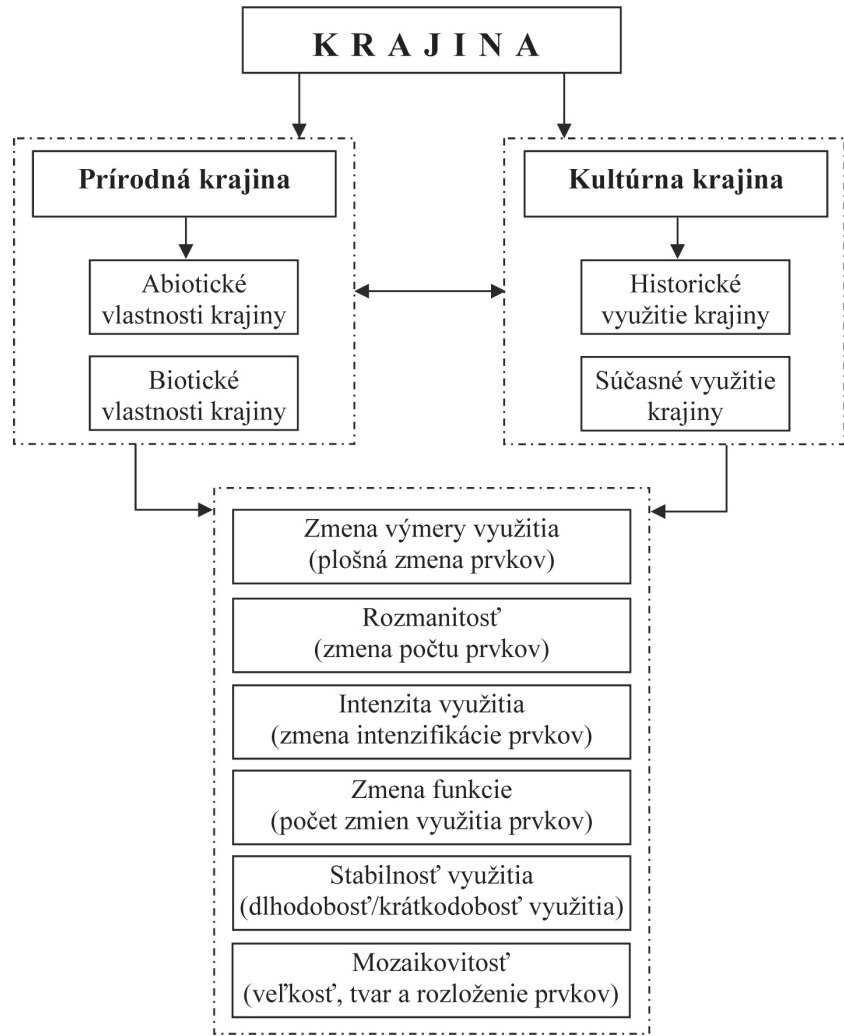 KRAJINA
Prírodná krajina
Abiotické
vlastnosti krajiny
Biotické
vlastnosti krajiny
Kultúrna krajina
Historické
využitie krajiny
Súčasné využitie
krajiny
Zmena výmery využitia
(plošná zmena prvkov)
Rozmanitosť
(zmena počtu prvkov)
Intenzita využitia
(zmena intenzifikácie prvkov)
Zmena funkcie
(počet zmien využitia prvkov)
Stabilnosť využitia
(dlhodobosť/krátkodobosť využitia)
Mozaikovitosť
(veľkosť, tvar a rozloženie prvkov)